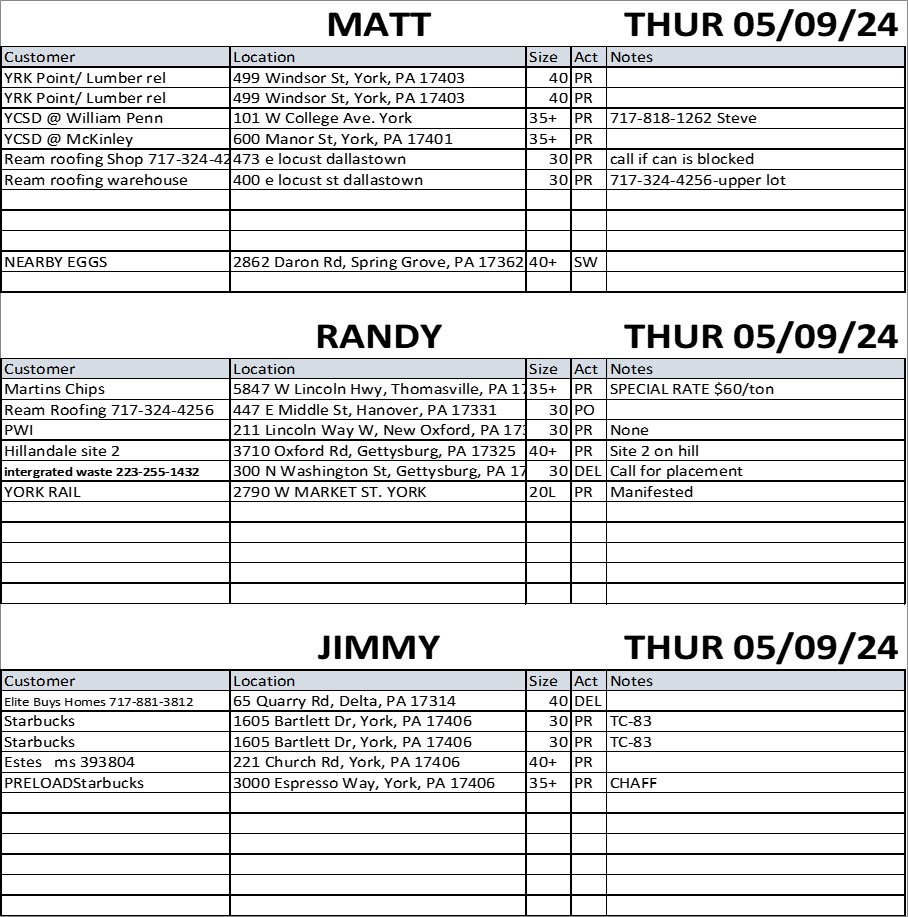 MATT THUR 05/09/24
Customer Location Size Act Notes
YRK Point/ Lumber rel 499 Windsor St, York, PA 17403 40 PR
YRK Point/ Lumber rel 499 Windsor St, York, PA 17403 40 PR
YCSD @ William Penn 101 W College Ave. York 35+ PR 717-818-1262 Steve
YCSD @ McKinley 600 Manor St, York, PA 17401 35+ PR
Ream roofing Shop 717-324-42 473 e locust dallastown 30 PR call if can is blocked
Ream roofing warehouse 400 e locust st dallastown 30 PR 717-324-4256-upper lot
NEARBY EGGS 2862 Daron Rd, Spring Grove, PA 17362 40+ SW
RANDY THUR 05/09/24
Customer Location Size Act Notes
Martins Chips 5847 W Lincoln Hwy, Thomasville, PA 17 35+ PR SPECIAL RATE $60/ton
Ream Roofing 717-324-4256 447 E Middle St, Hanover, PA 17331 30 PO
PWI 211 Lincoln Way W, New Oxford, PA 173 30 PR None
Hillandale site 2 3710 Oxford Rd, Gettysburg, PA 17325 40+ PR Site 2 on hill
intergrated waste 223-255-1432 300 N Washington St, Gettysburg, PA 17 30 DEL Call for placement
YORK RAIL 2790 W MARKET ST. YORK 20L PR Manifested
JIMMY THUR 05/09/24
Customer Location Size Act Notes
Elite Buys Homes 717-881-3812 65 Quarry Rd, Delta, PA 17314 40 DEL
Starbucks 1605 Bartlett Dr, York, PA 17406 30 PR TC-83
Starbucks 1605 Bartlett Dr, York, PA 17406 30 PR TC-83
Estes ms 393804 221 Church Rd, York, PA 17406 40+ PR
PRELOADStarbucks 3000 Espresso Way, York, PA 17406 35+ PR CHAFF